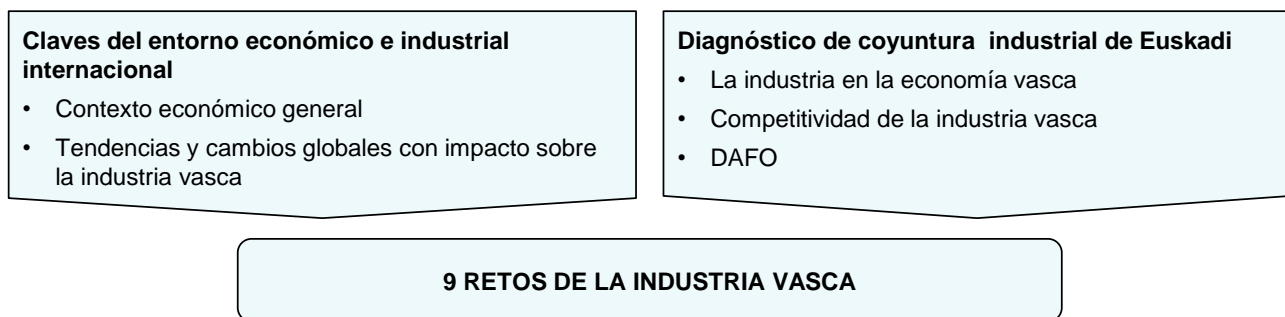 Claves del entorno económico e industrial
internacional
• Contexto económico general
• Tendencias y cambios globales con impacto sobre
la industria vasca
Diagnóstico de coyuntura industrial de Euskadi
• La industria en la economía vasca
• Competitividad de la industria vasca
• DAFO
9 RETOS DE LA INDUSTRIA VASCA